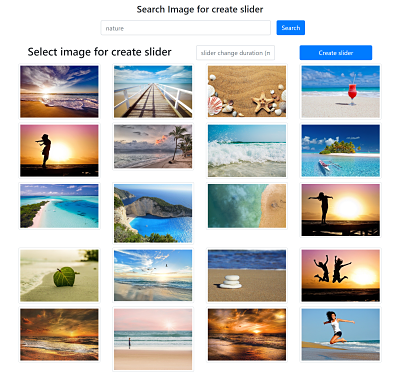 Search Image for create slider
nature
Search
Select image for create slider
slider change duration (m
Create slider